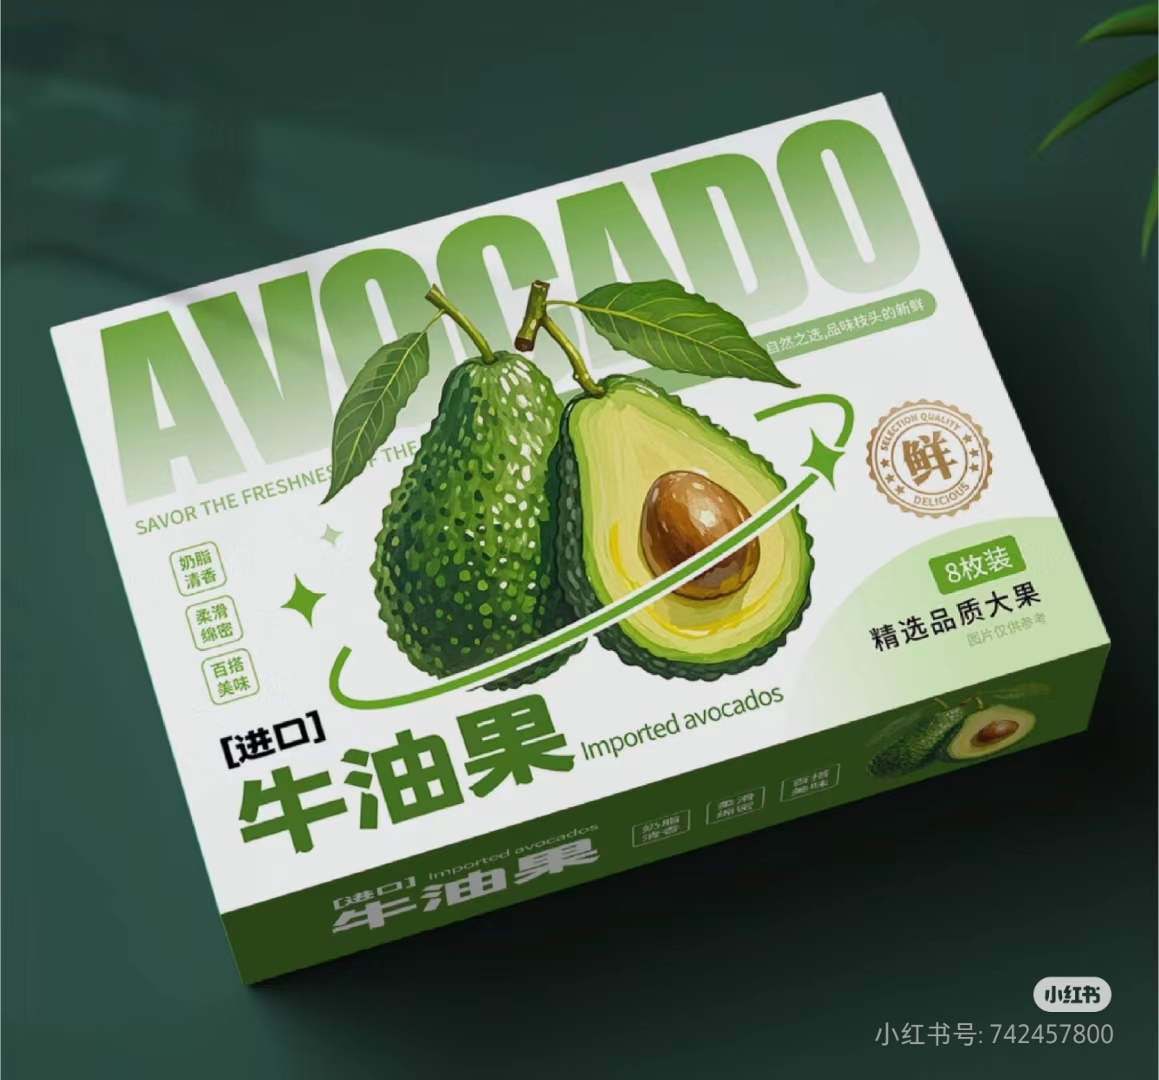 AVOCADO
自然之选,品味枝头的新鲜
SAVOR THE FRESHNESS OF THE
SELECTION QUALITY
鲜
DELICIOUS
奶脂
清香
柔滑
绵密
百搭
美味
8枚装
精选品质大果
图片仅供参考
[进口]
牛油果
Imported avocados
[进口]
Imported avocados
牛油果
奶脂
清香
柔滑
绵密
百搭
美味
小红书
小红书号: 742457800